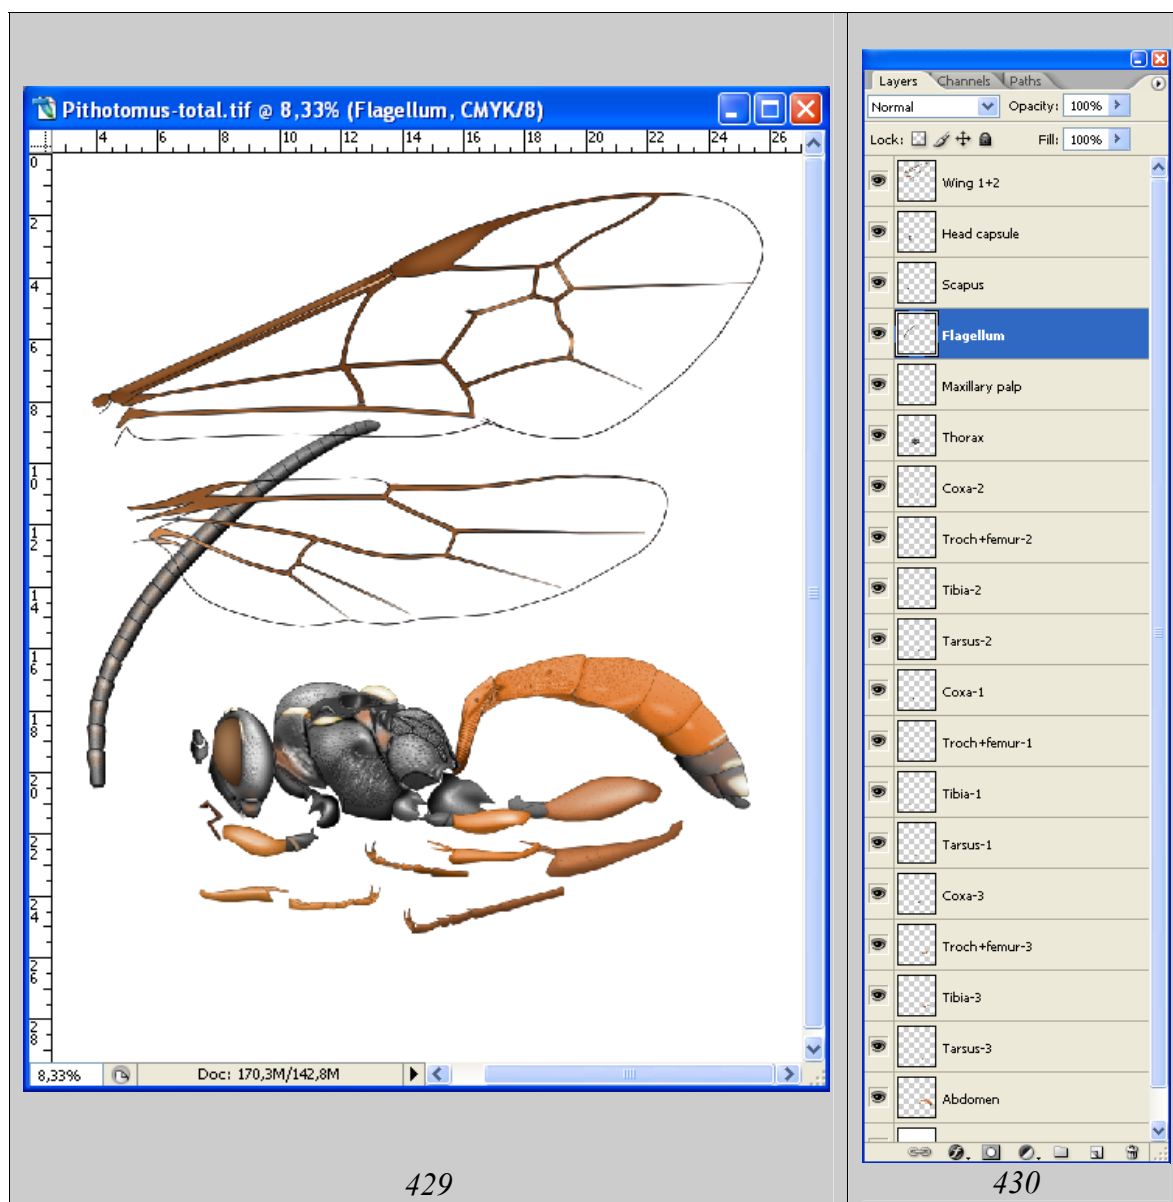 Pithotomus-total.tif @ 8,33% (Flagellum, CMYK/8)
4 6 8 10 12 14 16 18 20 22 24 26
0
2
4
6
8
10
12
14
16
18
20
22
24
26
28
8,33% Doc: 170,3M/142,8M
429
Layers Channels Paths
Normal Opacity: 100%
Lock: Fill: 100%
Wing 1+2
Head capsule
Scapus
Flagellum
Maxillary palp
Thorax
Coxa-2
Troch+femur-2
Tibia-2
Tarsus-2
Coxa-1
Troch+femur-1
Tibia-1
Tarsus-1
Coxa-3
Troch+femur-3
Tibia-3
Tarsus-3
Abdomen
430